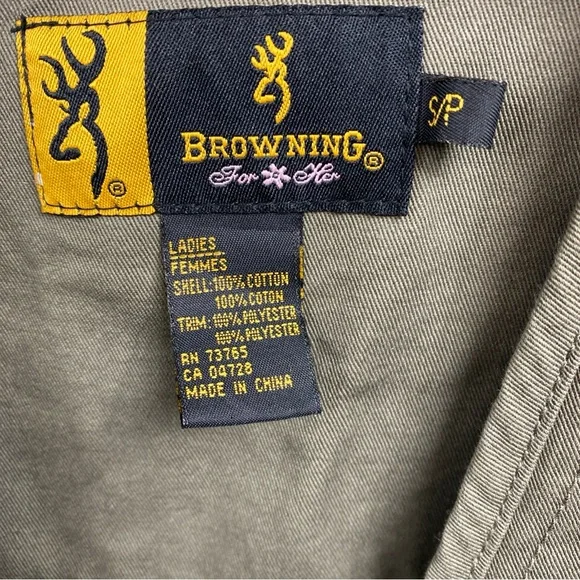 BROWNING®
For Her
®
S/P
LADIES
FEMMES
SHELL:100% COTTON
100% COTON
TRIM:100% POLYESTER
100% POLYESTER
RN 73765
CA 04728
MADE IN CHINA